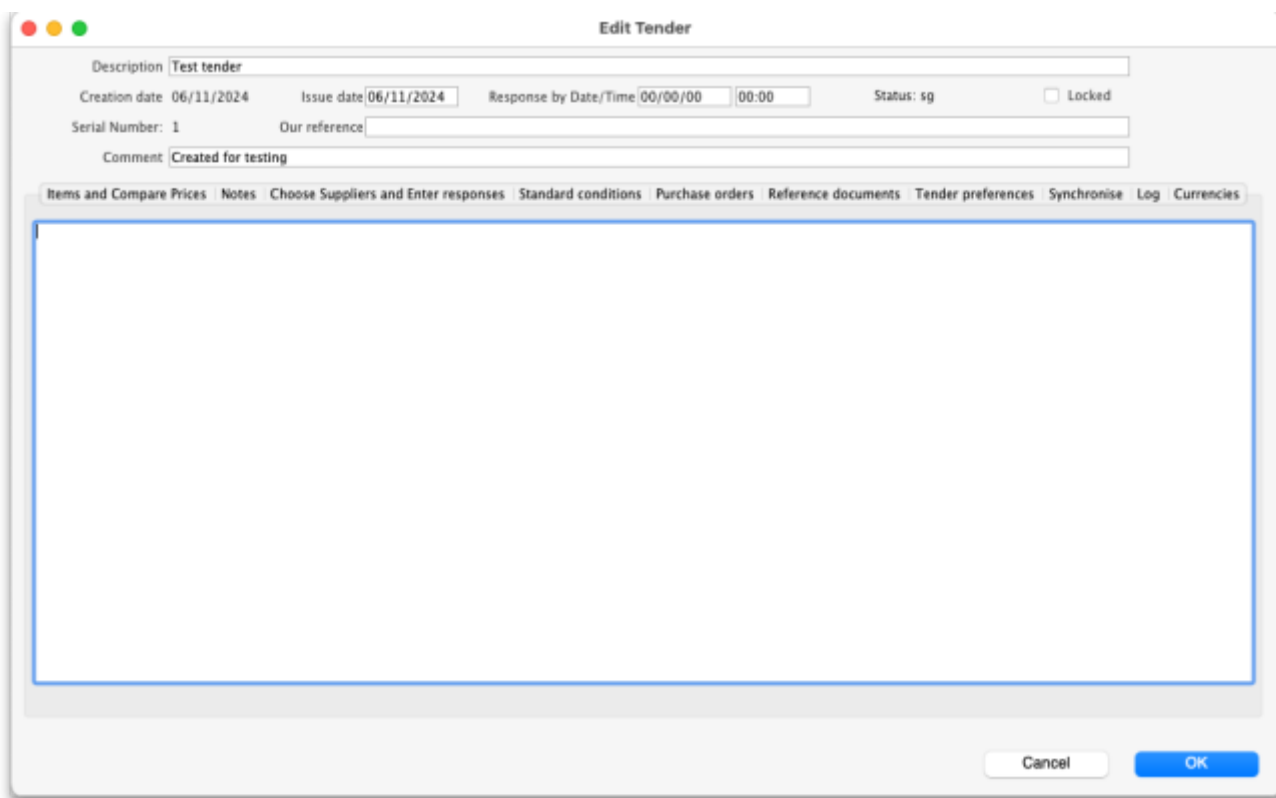 Edit Tender
Description Test tender
Creation date 06/11/2024 Issue date 06/11/2024 Response by Date/Time 00/00/00 00:00 Status: sg Locked
Serial Number: 1 Our reference
Comment Created for testing
Items and Compare Prices Notes Choose Suppliers and Enter responses Standard conditions Purchase orders Reference documents Tender preferences Synchronise Log Currencies
Cancel OK